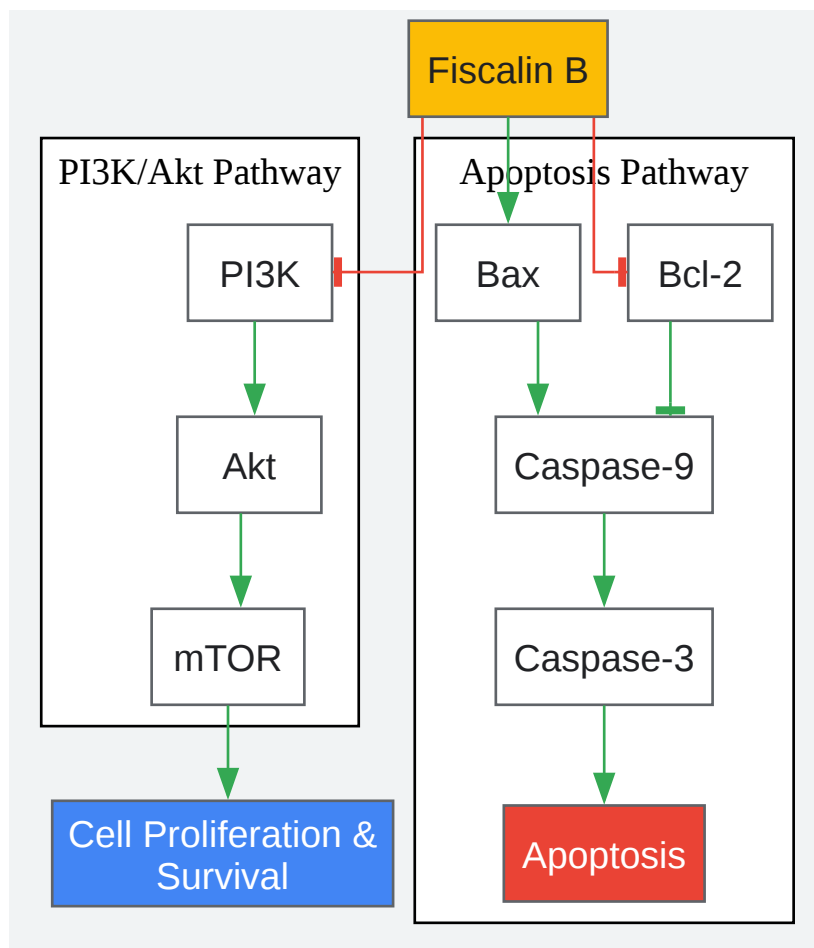 Fiscalin B
PI3K/Akt Pathway
Apoptosis Pathway
PI3K
Bax
Bcl-2
Akt
Caspase-9
mTOR
Caspase-3
Cell Proliferation &
Survival
Apoptosis